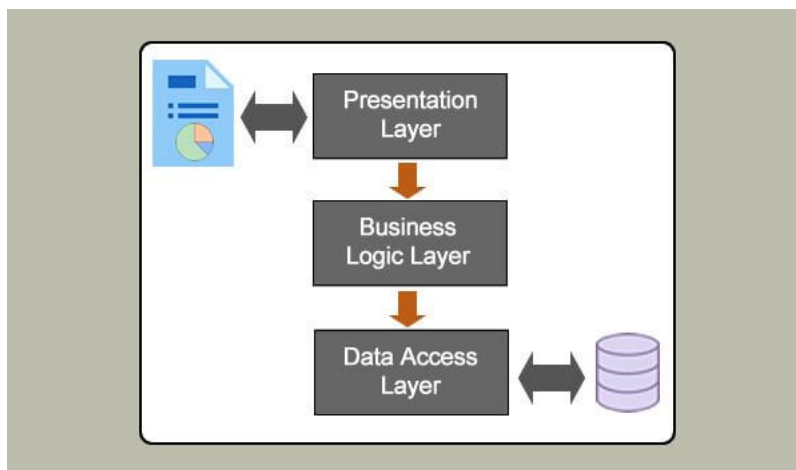 Presentation
Layer
Business
Logic Layer
Data Access
Layer